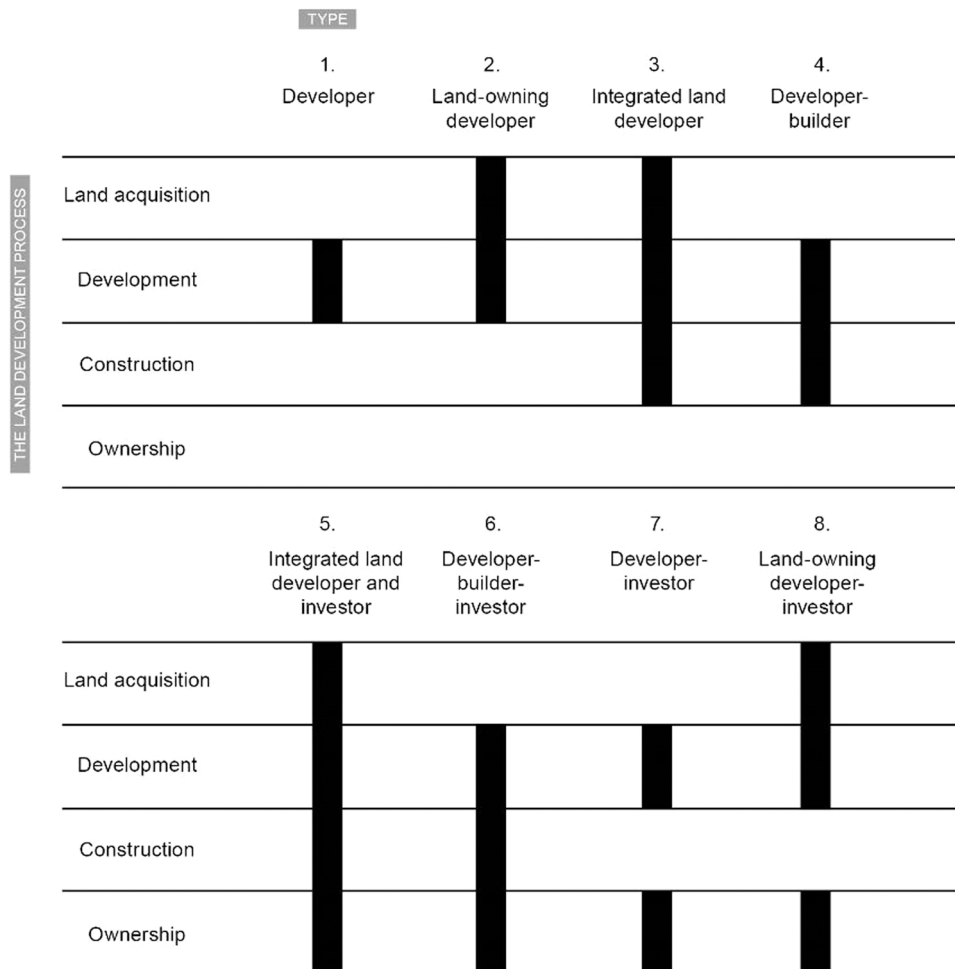 TYPE
1.
2.
3.
4.
Developer
Land-owning
developer
Integrated land
developer
Developer-
builder
THE LAND DEVELOPMENT PROCESS
Land acquisition
Development
Construction
Ownership
5.
6.
7.
8.
Integrated land
developer and
investor
Developer-
builder-
investor
Developer-
investor
Land-owning
developer-
investor
Land acquisition
Development
Construction
Ownership